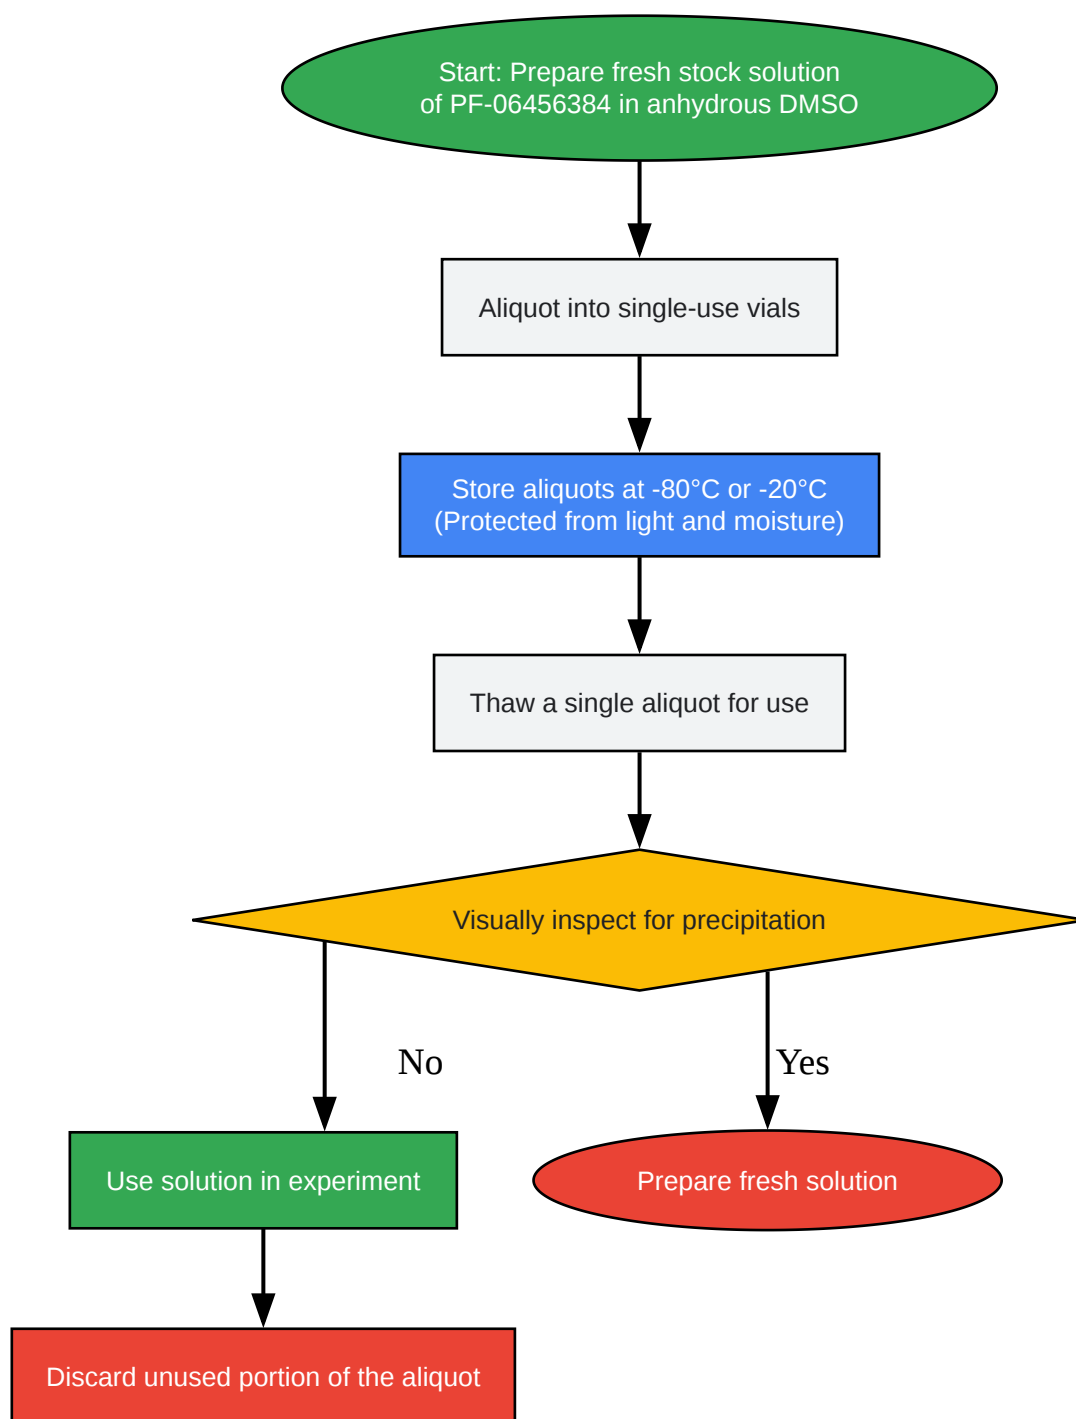 Start: Prepare fresh stock solution
of PF-06456384 in anhydrous DMSO
Aliquot into single-use vials
Store aliquots at -80°C or -20°C
(Protected from light and moisture)
Thaw a single aliquot for use
Visually inspect for precipitation
No
Yes
Use solution in experiment
Prepare fresh solution
Discard unused portion of the aliquot